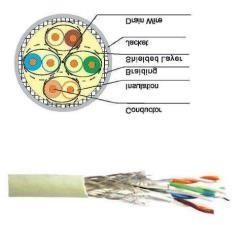 Drain Wire
Jacket
Shielded Layer
Braiding
Insulation
Conductor